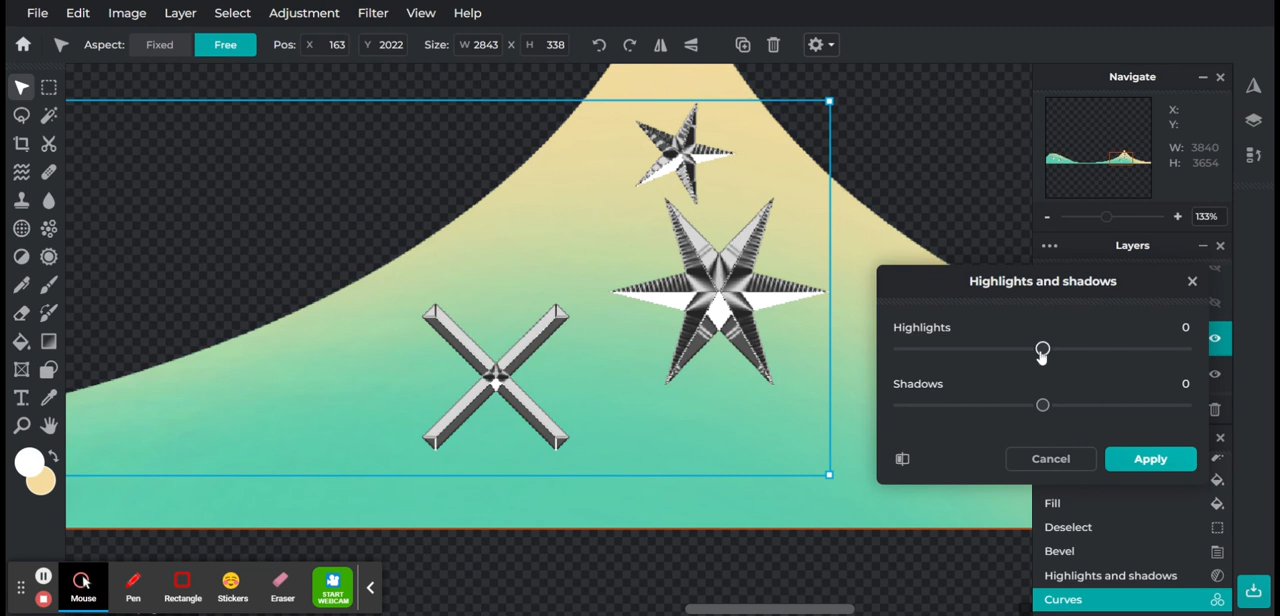 File Edit Image Layer Select Adjustment Filter View Help
Aspect: Fixed Free Pos: X 163 Y 2022 Size: W 2843 X H 338
Navigate
X:
Y:
W: 3840
H: 3654
- + 133%
Layers
Highlights and shadows
Highlights 0
Shadows 0
Cancel Apply
Fill
Deselect
Bevel
Highlights and shadows
Curves
Mouse Pen Rectangle Stickers Eraser START
WEBCAM